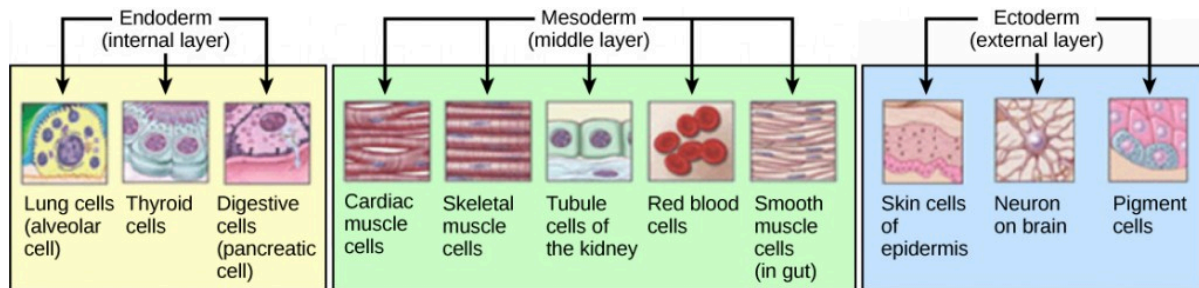 Endoderm
(internal layer)
Mesoderm
(middle layer)
Ectoderm
(external layer)
Lung cells
(alveolar
cell)
Thyroid
cells
Digestive
cells
(pancreatic
cell)
Cardiac
muscle
cells
Skeletal
muscle
cells
Tubule
cells of
the kidney
Red blood
cells
Smooth
muscle
cells
(in gut)
Skin cells
of
epidermis
Neuron
on brain
Pigment
cells